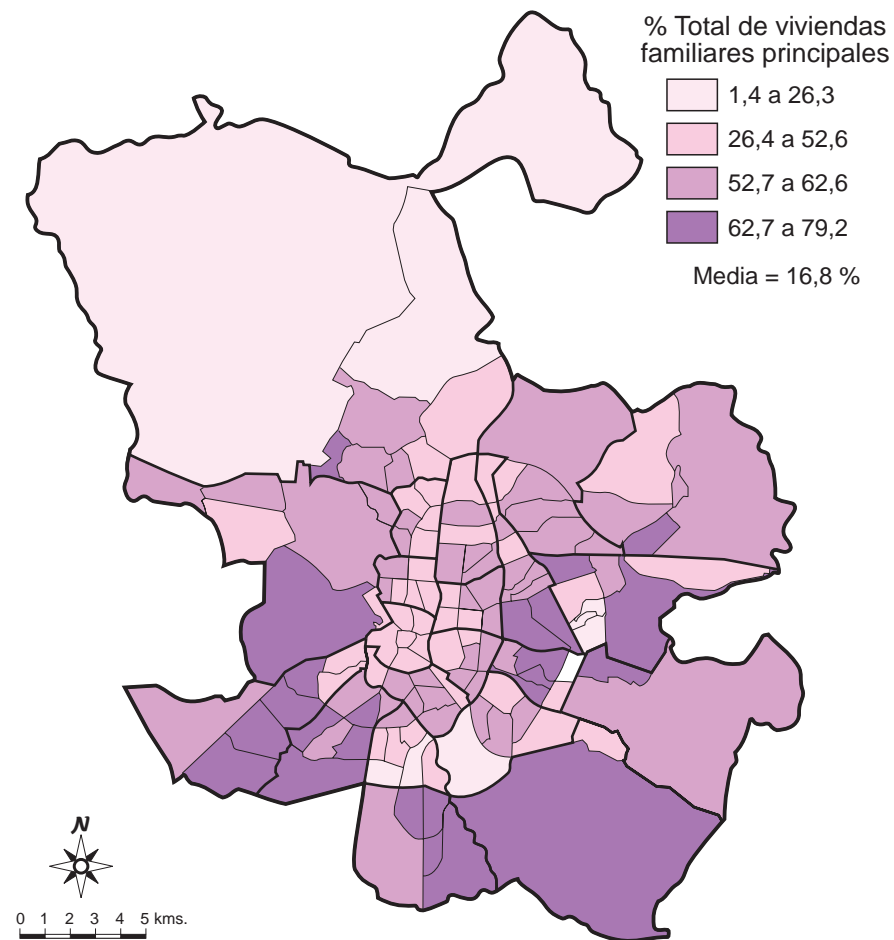 % Total de viviendas
familiares principales
1,4 a 26,3
26,4 a 52,6
52,7 a 62,6
62,7 a 79,2
Media = 16,8 %
N
0 1 2 3 4 5 kms.